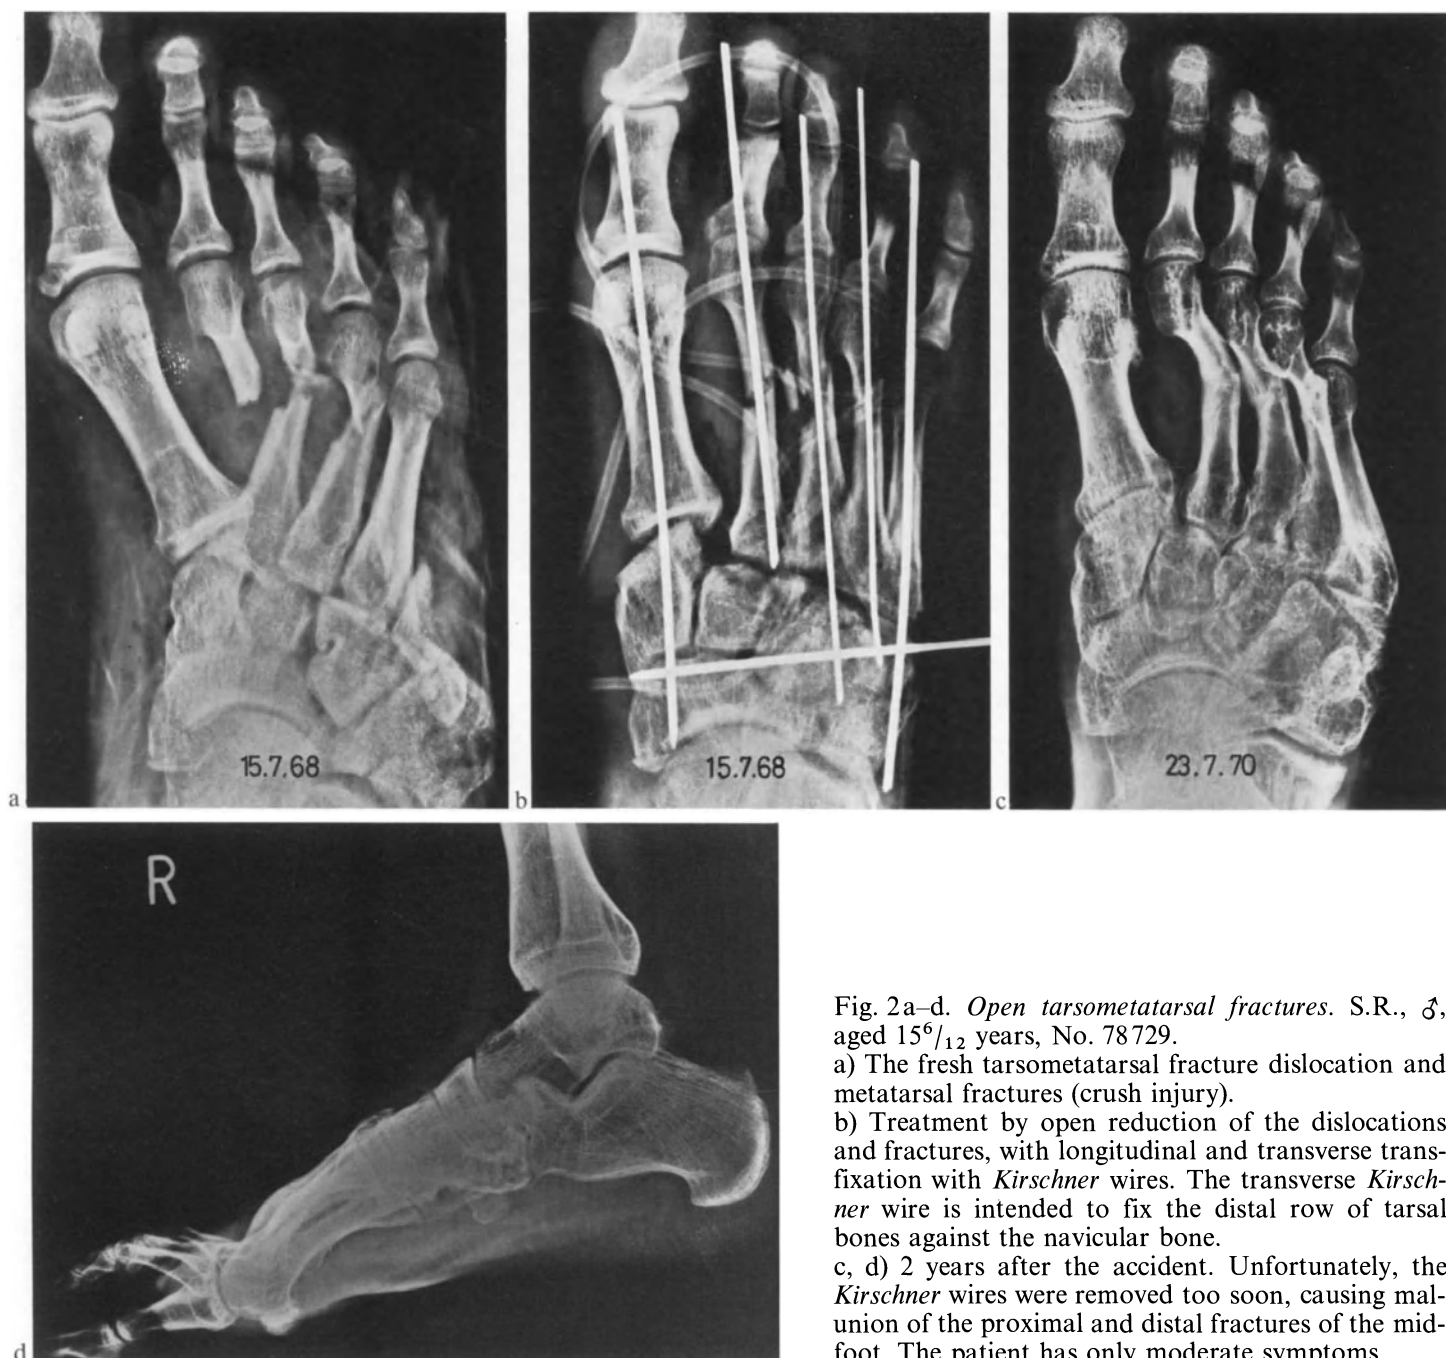 15.7.68
a
15.7.68
b
23.7.70
c
R
d
Fig. 2a–d. Open tarsometatarsal fractures. S.R., ♂,
aged 15⁶/₁₂ years, No. 78729.
a) The fresh tarsometatarsal fracture dislocation and
metatarsal fractures (crush injury).
b) Treatment by open reduction of the dislocations
and fractures, with longitudinal and transverse trans-
fixation with Kirschner wires. The transverse Kirsch-
ner wire is intended to fix the distal row of tarsal
bones against the navicular bone.
c, d) 2 years after the accident. Unfortunately, the
Kirschner wires were removed too soon, causing mal-
union of the proximal and distal fractures of the mid-
foot. The patient has only moderate symptoms